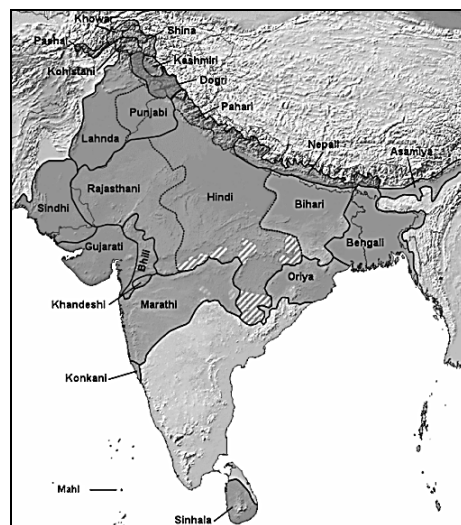 Khowar
Shina
Pashai
Kashmiri
Kohistani
Dogri
Punjabi
Pahari
Lahnda
Nepali
Asamiya
Rajasthani
Hindi
Sindhi
Bihari
Gujarati
Bhili
Bengali
Oriya
Khandeshi
Marathi
Konkani
Mahl
Sinhala